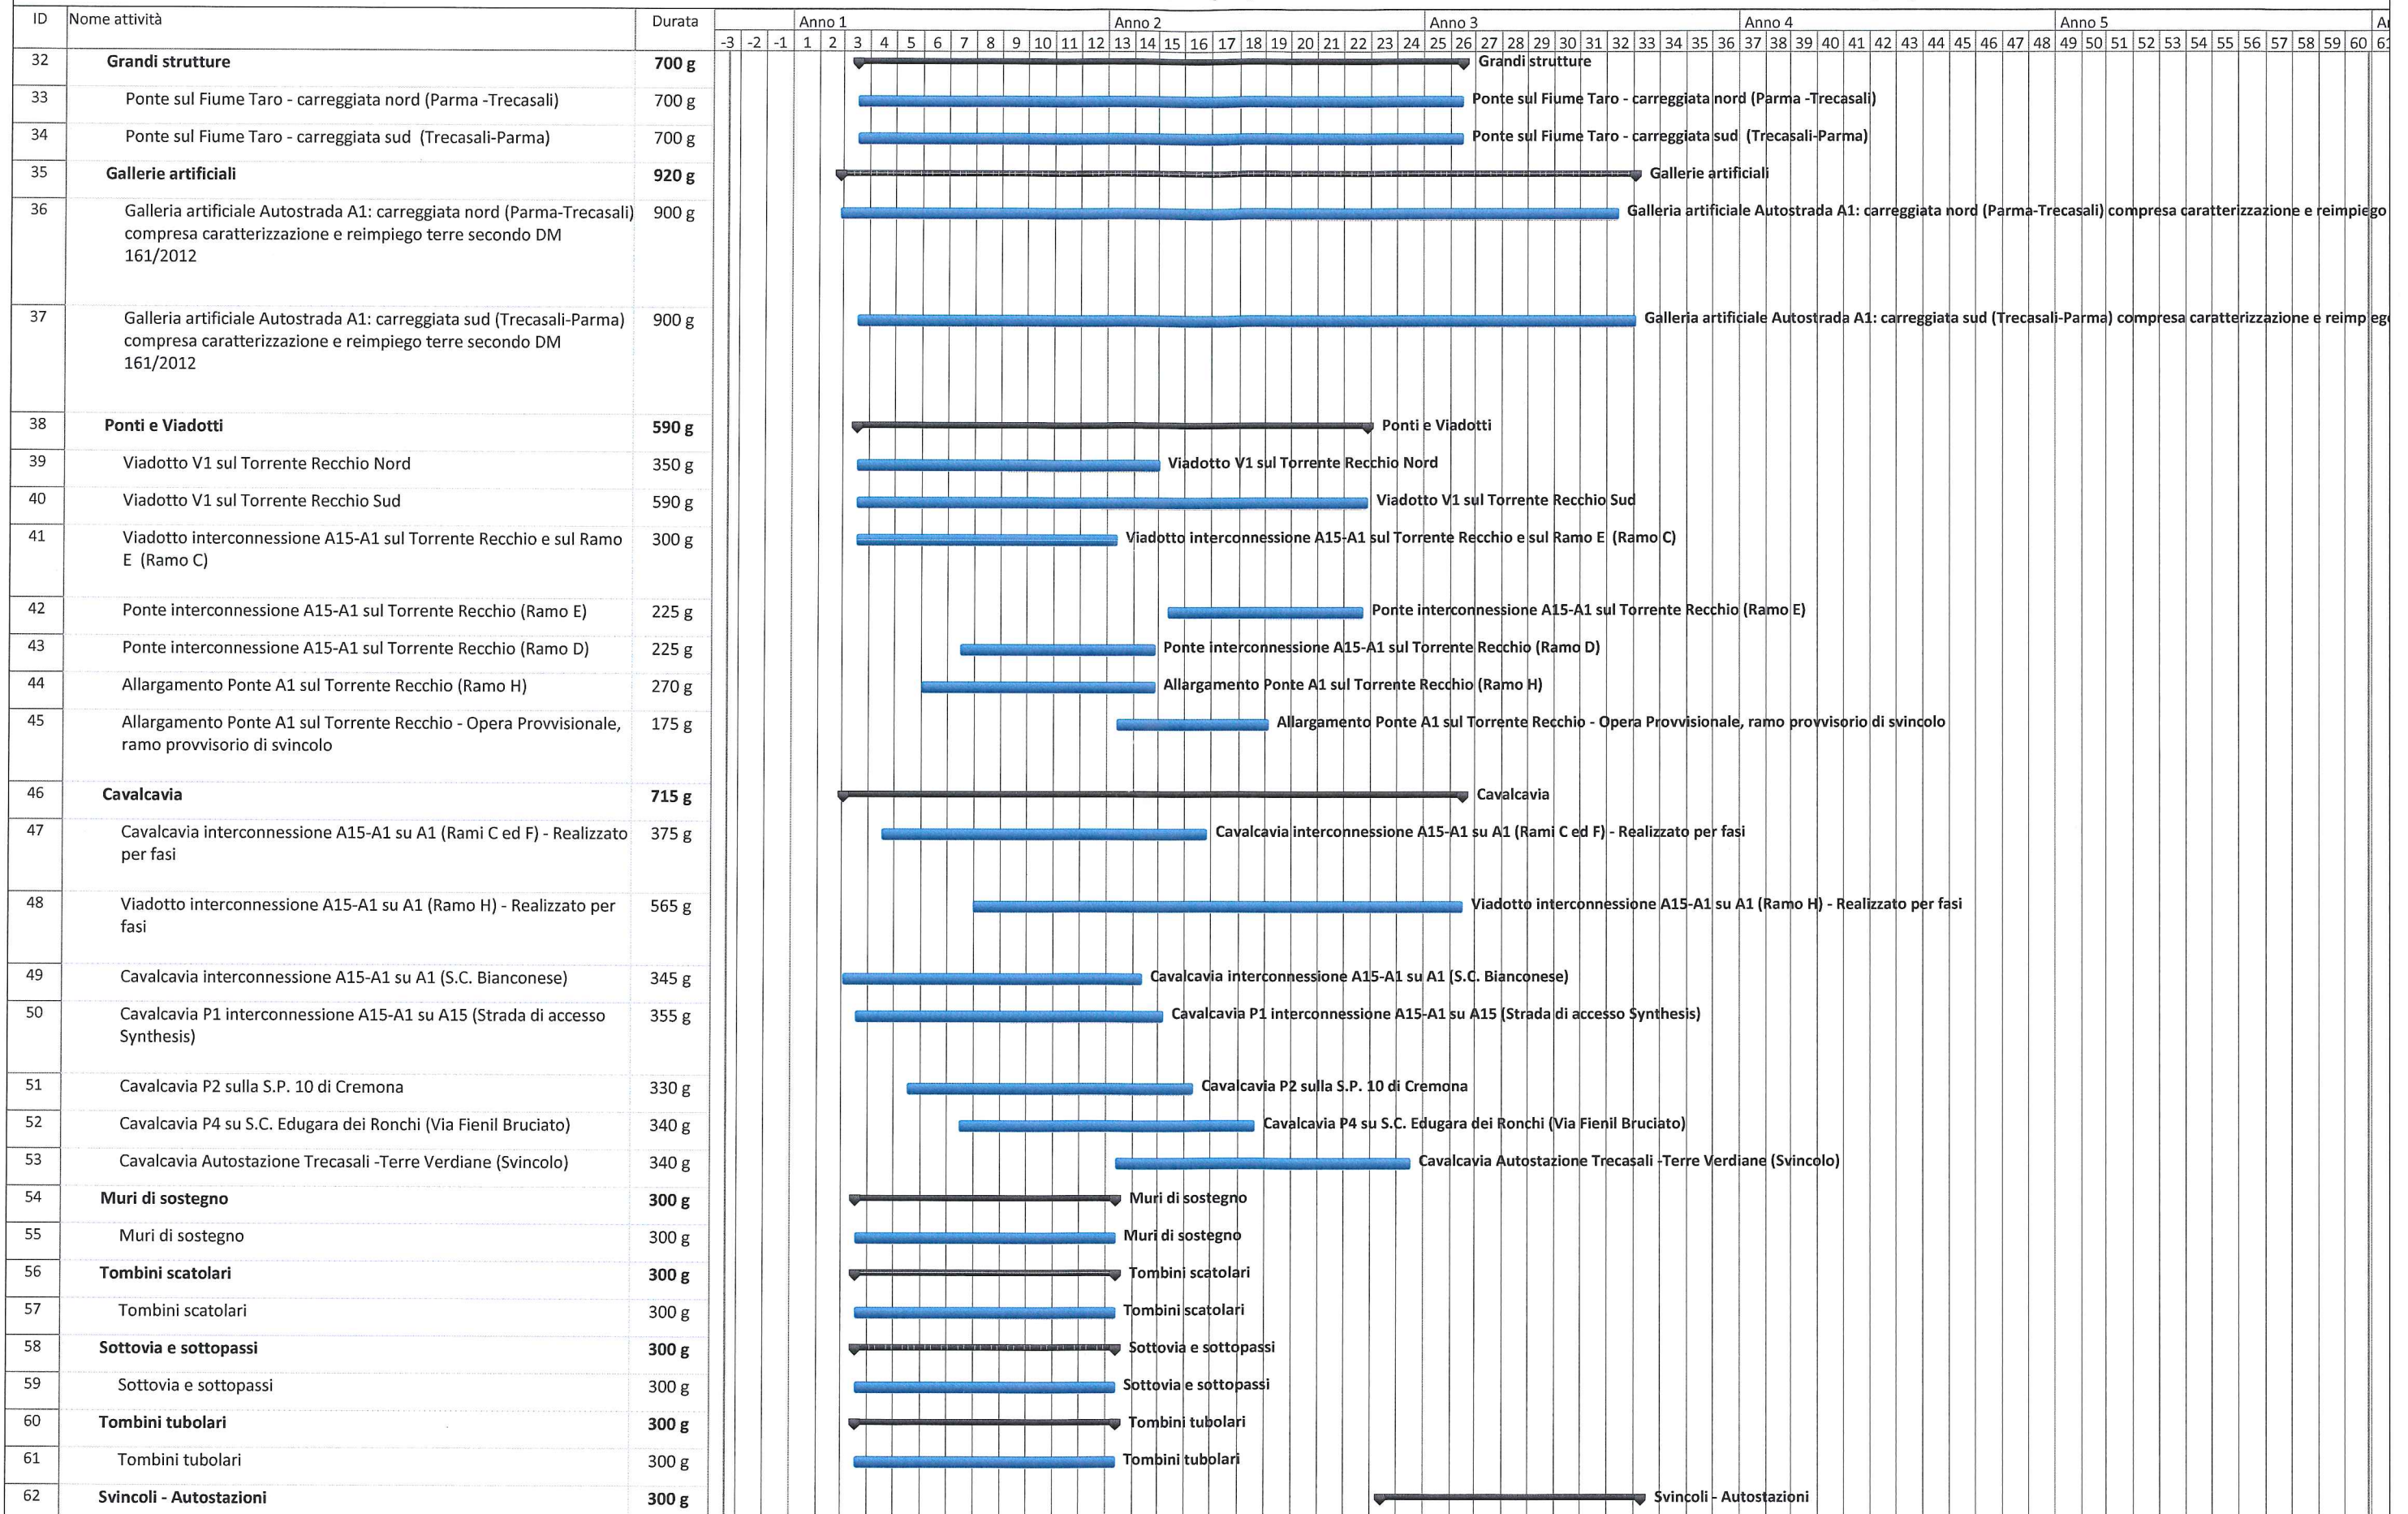 ID Nome attività Durata Anno 1 Anno 2 Anno 3 Anno 4 Anno 5
-3 -2 -1 1 2 3 4 5 6 7 8 9 10 11 12 13 14 15 16 17 18 19 20 21 22 23 24 25 26 27 28 29 30 31 32 33 34 35 36 37 38 39 40 41 42 43 44 45 46 47 48 49 50 51 52 53 54 55 56 57 58 59 60 61
32 Grandi strutture 700 g Grandi strutture
33 Ponte sul Fiume Taro - carreggiata nord (Parma -Trecasali) 700 g Ponte sul Fiume Taro - carreggiata nord (Parma -Trecasali)
34 Ponte sul Fiume Taro - carreggiata sud (Trecasali-Parma) 700 g Ponte sul Fiume Taro - carreggiata sud (Trecasali-Parma)
35 Gallerie artificiali 920 g Gallerie artificiali
36 Galleria artificiale Autostrada A1: carreggiata nord (Parma-Trecasali) 900 g Galleria artificiale Autostrada A1: carreggiata nord (Parma-Trecasali) compresa caratterizzazione e reimpiego
compresa caratterizzazione e reimpiego terre secondo DM
161/2012
37 Galleria artificiale Autostrada A1: carreggiata sud (Trecasali-Parma) 900 g Galleria artificiale Autostrada A1: carreggiata sud (Trecasali-Parma) compresa caratterizzazione e reimpieg
compresa caratterizzazione e reimpiego terre secondo DM
161/2012
38 Ponti e Viadotti 590 g Ponti e Viadotti
39 Viadotto V1 sul Torrente Recchio Nord 350 g Viadotto V1 sul Torrente Recchio Nord
40 Viadotto V1 sul Torrente Recchio Sud 590 g Viadotto V1 sul Torrente Recchio Sud
41 Viadotto interconnessione A15-A1 sul Torrente Recchio e sul Ramo 300 g Viadotto interconnessione A15-A1 sul Torrente Recchio e sul Ramo E (Ramo C)
E (Ramo C)
42 Ponte interconnessione A15-A1 sul Torrente Recchio (Ramo E) 225 g Ponte interconnessione A15-A1 sul Torrente Recchio (Ramo E)
43 Ponte interconnessione A15-A1 sul Torrente Recchio (Ramo D) 225 g Ponte interconnessione A15-A1 sul Torrente Recchio (Ramo D)
44 Allargamento Ponte A1 sul Torrente Recchio (Ramo H) 270 g Allargamento Ponte A1 sul Torrente Recchio (Ramo H)
45 Allargamento Ponte A1 sul Torrente Recchio - Opera Provvisionale, 175 g Allargamento Ponte A1 sul Torrente Recchio - Opera Provvisionale, ramo provvisorio di svincolo
ramo provvisorio di svincolo
46 Cavalcavia 715 g Cavalcavia
47 Cavalcavia interconnessione A15-A1 su A1 (Rami C ed F) - Realizzato 375 g Cavalcavia interconnessione A15-A1 su A1 (Rami C ed F) - Realizzato per fasi
per fasi
48 Viadotto interconnessione A15-A1 su A1 (Ramo H) - Realizzato per 565 g Viadotto interconnessione A15-A1 su A1 (Ramo H) - Realizzato per fasi
fasi
49 Cavalcavia interconnessione A15-A1 su A1 (S.C. Bianconese) 345 g Cavalcavia interconnessione A15-A1 su A1 (S.C. Bianconese)
50 Cavalcavia P1 interconnessione A15-A1 su A15 (Strada di accesso 355 g Cavalcavia P1 interconnessione A15-A1 su A15 (Strada di accesso Synthesis)
Synthesis)
51 Cavalcavia P2 sulla S.P. 10 di Cremona 330 g Cavalcavia P2 sulla S.P. 10 di Cremona
52 Cavalcavia P4 su S.C. Edugara dei Ronchi (Via Fienil Bruciato) 340 g Cavalcavia P4 su S.C. Edugara dei Ronchi (Via Fienil Bruciato)
53 Cavalcavia Autostazione Trecasali -Terre Verdiane (Svincolo) 340 g Cavalcavia Autostazione Trecasali -Terre Verdiane (Svincolo)
54 Muri di sostegno 300 g Muri di sostegno
55 Muri di sostegno 300 g Muri di sostegno
56 Tombini scatolari 300 g Tombini scatolari
57 Tombini scatolari 300 g Tombini scatolari
58 Sottovia e sottopassi 300 g Sottovia e sottopassi
59 Sottovia e sottopassi 300 g Sottovia e sottopassi
60 Tombini tubolari 300 g Tombini tubolari
61 Tombini tubolari 300 g Tombini tubolari
62 Svincoli - Autostazioni 300 g Svincoli - Autostazioni